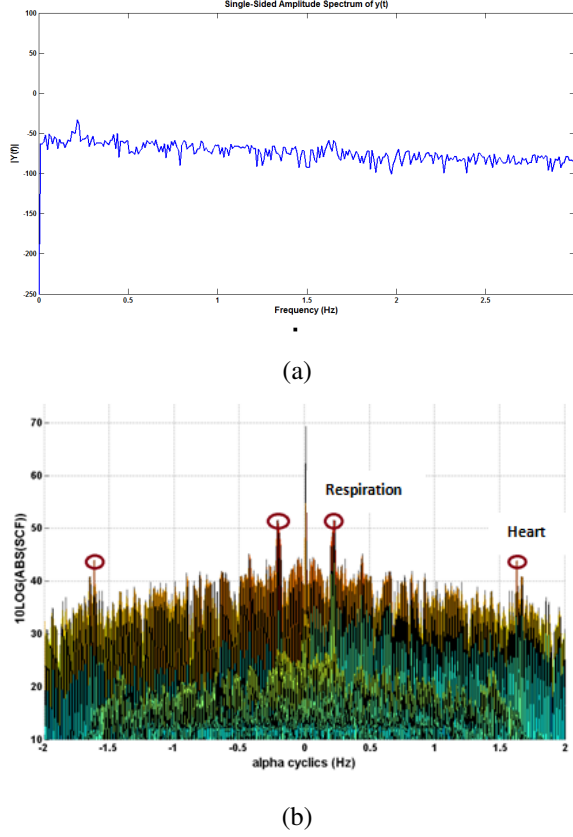 Single-Sided Amplitude Spectrum of y(t)
100
50
0
-50
-100
-150
-200
-250
|Y(f)|
0 0.5 1 1.5 2 2.5
Frequency (Hz)
(a)
70
60
50
40
30
20
10
10LOG(ABS(SCF))
Respiration
Heart
-2 -1.5 -1 -0.5 0 0.5 1 1.5 2
alpha cyclics (Hz)
(b)